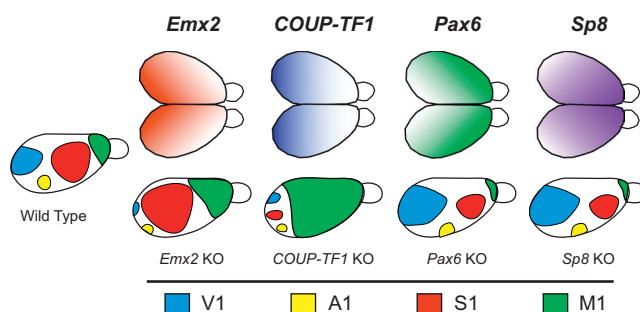 Emx2 COUP-TF1 Pax6 Sp8
Wild Type
Emx2 KO COUP-TF1 KO Pax6 KO Sp8 KO
V1 A1 S1 M1